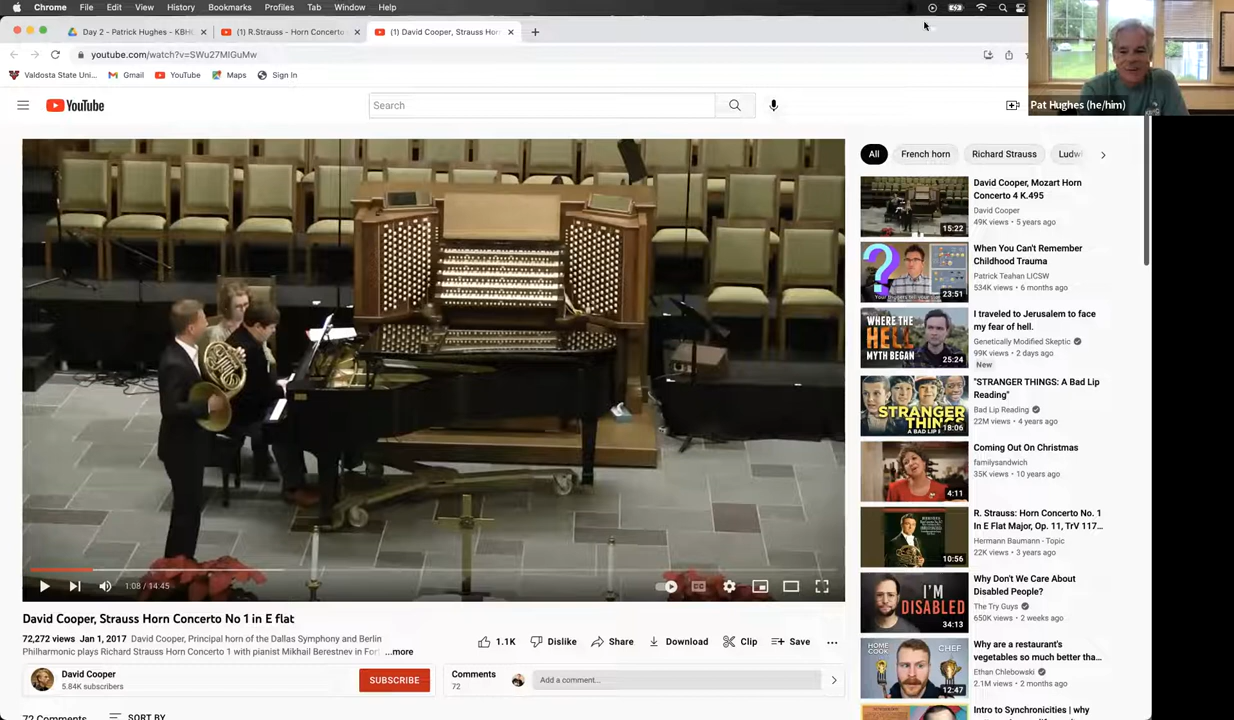 Chrome File Edit View History Bookmarks Profiles Tab Window Help
Day 2 - Patrick Hughes - KBHC
(1) R.Strauss - Horn Concerto
(1) David Cooper, Strauss Hor
youtube.com/watch?v=SWu27MlGuMw
Valdosta State Uni... Gmail YouTube Maps Sign In
Pat Hughes (he/him)
YouTube
Search
All French horn Richard Strauss Ludwi
David Cooper, Mozart Horn
Concerto 4 K.495
David Cooper
49K views • 5 years ago
15:22
When You Can't Remember
Childhood Trauma
Patrick Teahan LICSW
534K views • 6 months ago
23:51
WHERE THE
HELL
MYTH BEGAN
25:24
I traveled to Jerusalem to face
my fear of hell.
Genetically Modified Skeptic
99K views • 2 days ago
New
STRANGER
THINGS
18:06
"STRANGER THINGS: A Bad Lip
Reading"
Bad Lip Reading
22M views • 4 years ago
Coming Out On Christmas
familysandwich
35K views • 10 years ago
4:11
R. Strauss: Horn Concerto No. 1
In E Flat Major, Op. 11, TrV 117...
Hermann Baumann - Topic
22K views • 3 years ago
10:56
I'M
DISABLED
34:13
Why Don't We Care About
Disabled People?
The Try Guys
650K views • 2 weeks ago
HOME
COOK
CHEF
12:47
Why are a restaurant's
vegetables so much better tha...
Ethan Chlebowski
2.1M views • 2 months ago
Intro to Synchronicities | why
1:08 / 14:45
CC
David Cooper, Strauss Horn Concerto No 1 in E flat
72,272 views Jan 1, 2017 David Cooper, Principal horn of the Dallas Symphony and Berlin
Philharmonic plays Richard Strauss Horn Concerto 1 with pianist Mikhail Berestnev in For ...more
1.1K Dislike Share Download Clip Save
David Cooper
5.84K subscribers
SUBSCRIBE
Comments
72
Add a comment...
72 Comments SORT BY